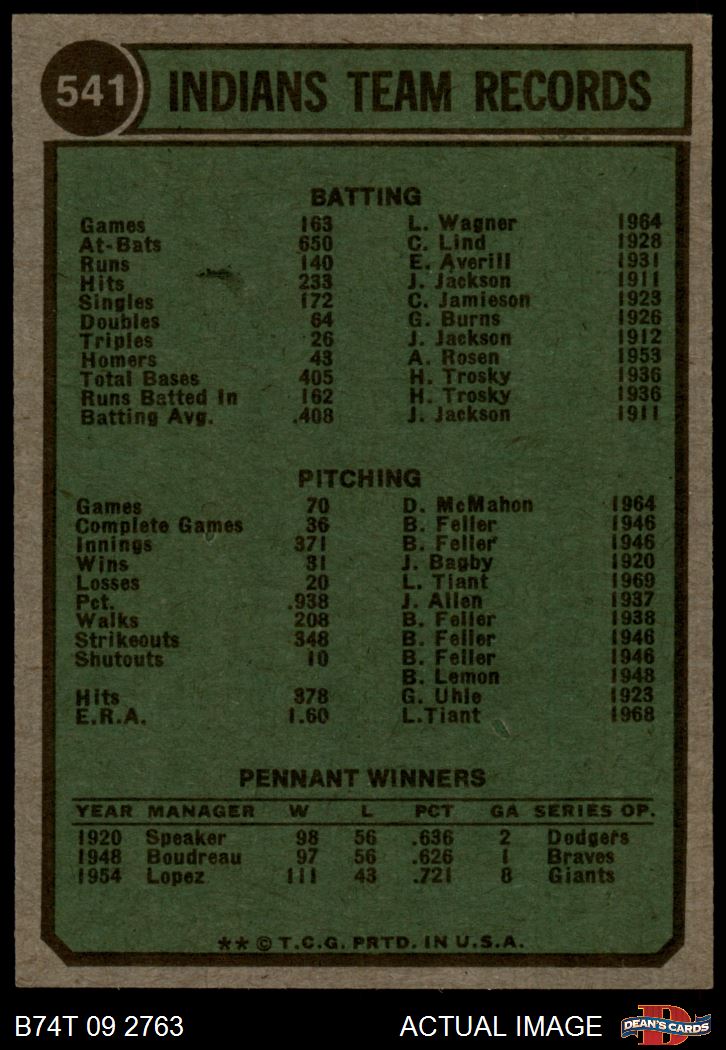 541 INDIANS TEAM RECORDS
BATTING
Games 163 L. Wagner 1964
At-Bats 650 C. Lind 1928
Runs 140 E. Averill 1931
Hits 233 J. Jackson 1911
Singles 172 C. Jamieson 1923
Doubles 64 G. Burns 1926
Triples 26 J. Jackson 1912
Homers 43 A. Rosen 1953
Total Bases 405 H. Trosky 1936
Runs Batted In 162 H. Trosky 1936
Batting Avg. .408 J. Jackson 1911
PITCHING
Games 70 D. McMahon 1964
Complete Games 36 B. Feller 1946
Innings 371 B. Feller 1946
Wins 31 J. Bagby 1920
Losses 20 L. Tiant 1969
Pct. .938 J. Allen 1937
Walks 208 B. Feller 1938
Strikeouts 348 B. Feller 1946
Shutouts 10 B. Feller 1946
B. Lemon 1948
Hits 378 G. Uhle 1923
E.R.A. 1.60 L.Tiant 1968
PENNANT WINNERS
YEAR MANAGER W L PCT GA SERIES OP.
1920 Speaker 98 56 .636 2 Dodgers
1948 Boudreau 97 56 .626 1 Braves
1954 Lopez 111 43 .721 8 Giants
** © T.C.G. PRTD. IN U.S.A.
B74T 09 2763 ACTUAL IMAGE D DEAN'S CARDS